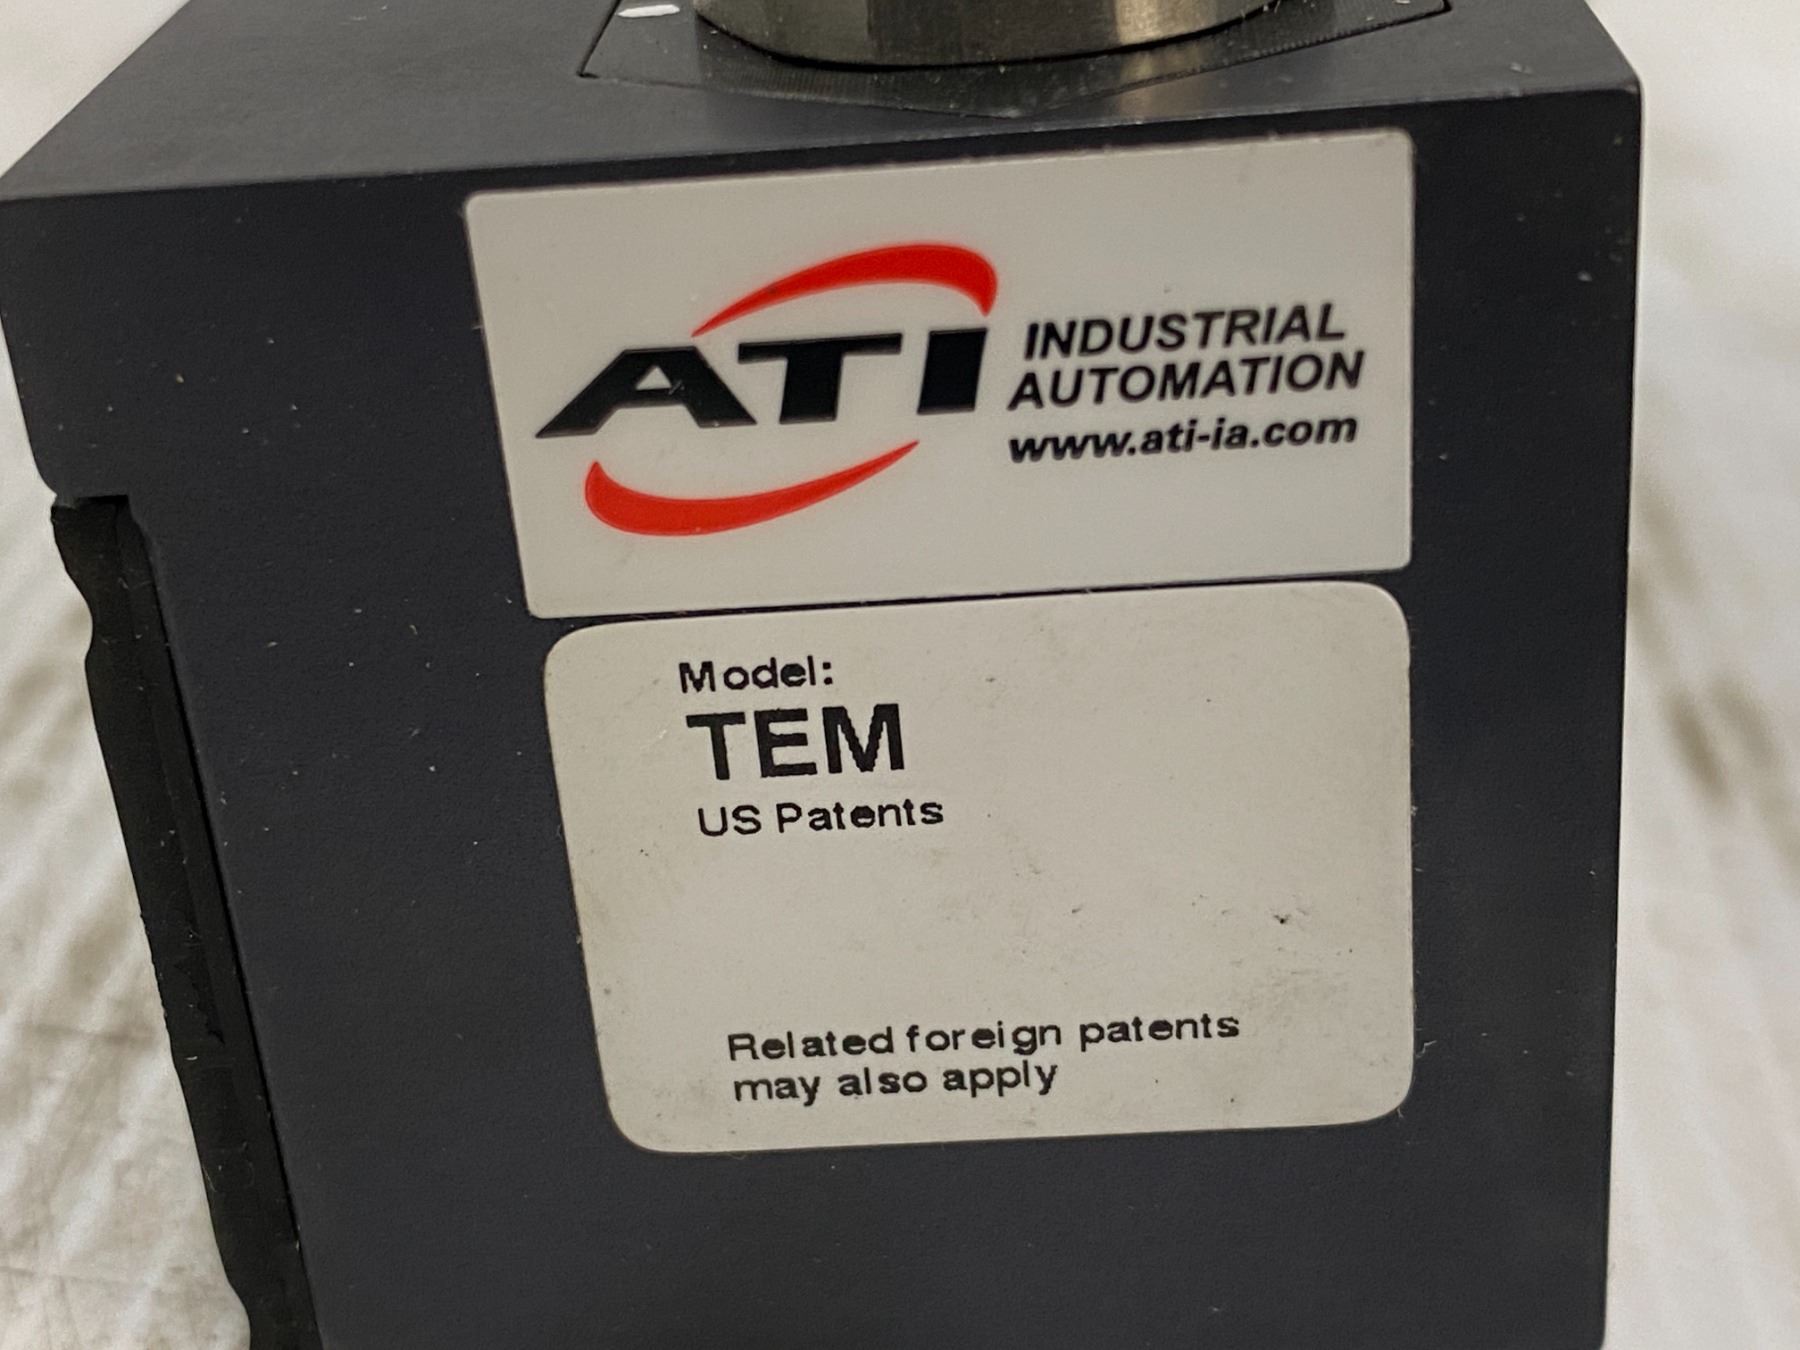 ATI
INDUSTRIAL
AUTOMATION
www.ati-ia.com
Model:
TEM
US Patents
Related foreign patents
may also apply